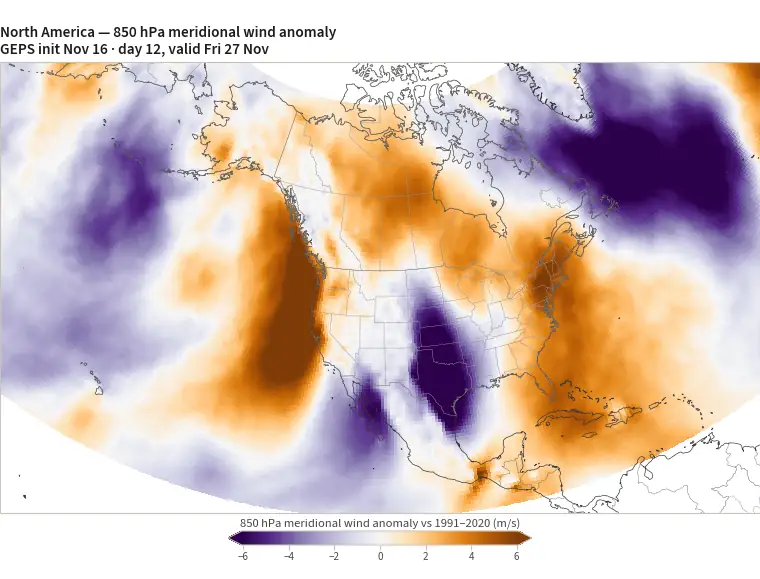 North America — 850 hPa meridional wind anomaly
GEPS init Nov 16 · day 12, valid Fri 27 Nov
850 hPa meridional wind anomaly vs 1991–2020 (m/s)
−6 −4 −2 0 2 4 6